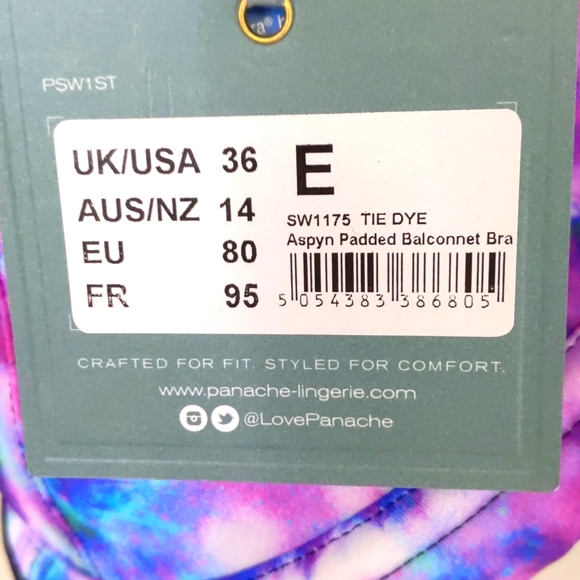 PSW1ST
UK/USA 36 E
AUS/NZ 14
SW1175 TIE DYE
EU 80
Aspyn Padded Balconnet Bra
FR 95
5 054383 386805
CRAFTED FOR FIT. STYLED FOR COMFORT.
www.panache-lingerie.com
@LovePanache